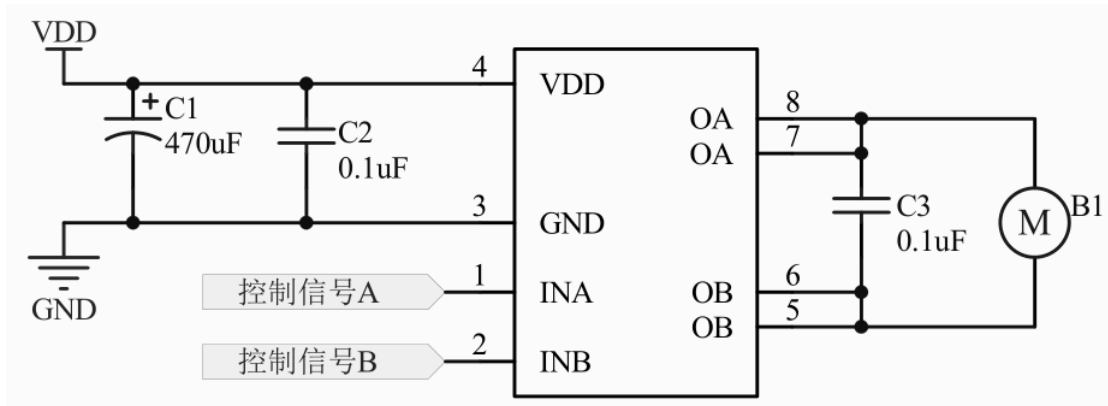 VDD
+
C1
470uF
C2
0.1uF
GND
控制信号A
控制信号B
4
3
1
2
VDD
GND
INA
INB
OA
OA
OB
OB
8
7
6
5
C3
0.1uF
M
B1